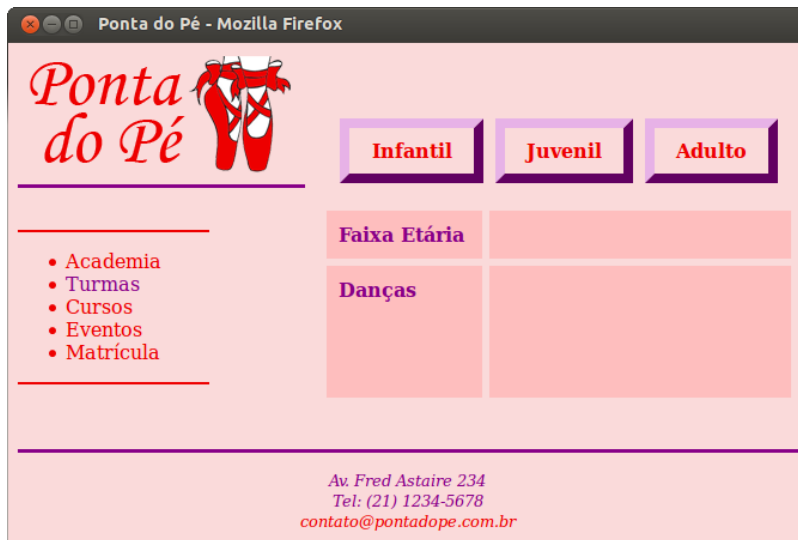 Ponta do Pé - Mozilla Firefox
Ponta
do Pé
Infantil Juvenil Adulto
Faixa Etária
Danças
Academia
Turmas
Cursos
Eventos
Matrícula
Av. Fred Astaire 234
Tel: (21) 1234-5678
contato@pontadope.com.br